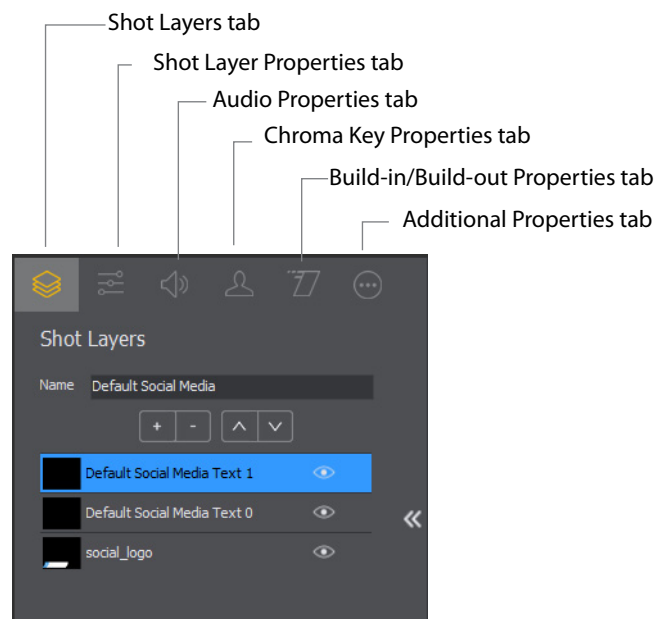 Shot Layers tab
Shot Layer Properties tab
Audio Properties tab
Chroma Key Properties tab
Build-in/Build-out Properties tab
Additional Properties tab
Shot Layers
Name Default Social Media
+ -
Default Social Media Text 1
Default Social Media Text 0
social_logo